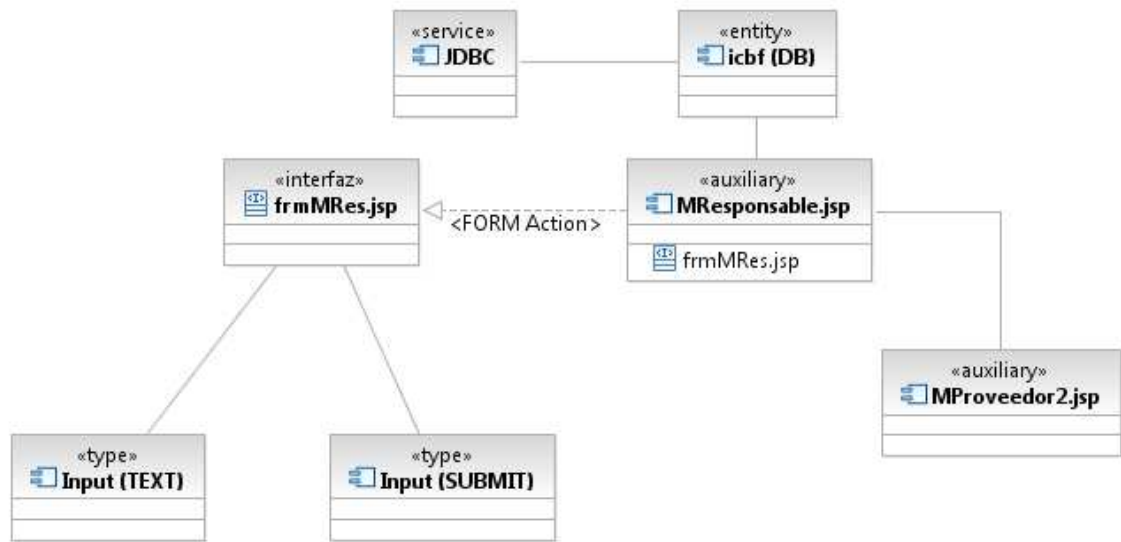 «service»
JDBC
«entity»
icbf (DB)
«interfaz»
frmMRes.jsp
<FORM Action>
«auxiliary»
MResponsable.jsp
frmMRes.jsp
«auxiliary»
MProveedor2.jsp
«type»
Input (TEXT)
«type»
Input (SUBMIT)